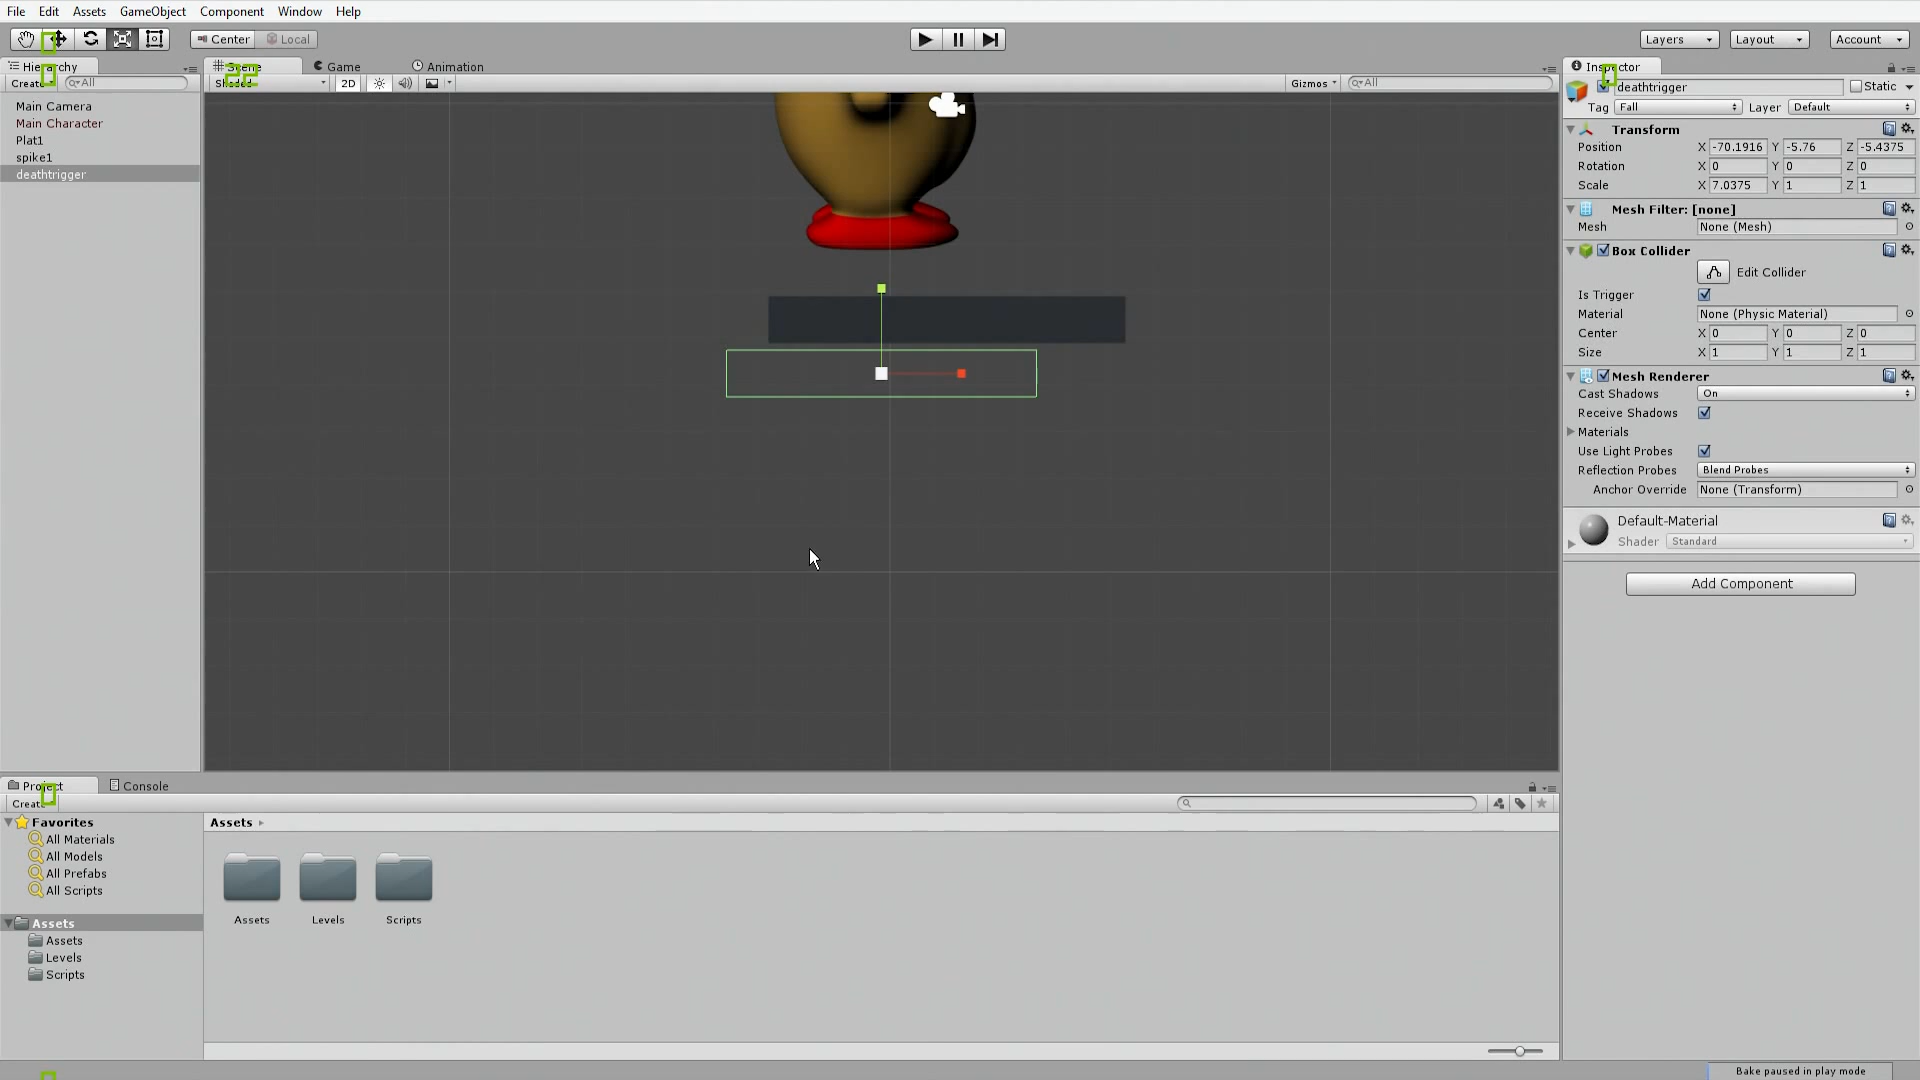 File Edit Assets GameObject Component Window Help
Center Local
Layers Layout Account
Hierarchy
Scene Game Animation
Inspector
Create All
Shaded 2D Gizmos All
22
deathtrigger Static
Tag Fall Layer Default
Main Camera
Main Character
Plat1
spike1
deathtrigger
Transform
Position X -70.1916 Y -5.76 Z -5.4375
Rotation X 0 Y 0 Z 0
Scale X 7.0375 Y 1 Z 1
Mesh Filter: [none]
Mesh None (Mesh)
Box Collider
Edit Collider
Is Trigger
Material None (Physic Material)
Center X 0 Y 0 Z 0
Size X 1 Y 1 Z 1
Mesh Renderer
Cast Shadows On
Receive Shadows
Materials
Use Light Probes
Reflection Probes Blend Probes
Anchor Override None (Transform)
Default-Material
Shader Standard
Add Component
Project Console
Create
Favorites
All Materials
All Models
All Prefabs
All Scripts
Assets
Assets
Levels
Scripts
Assets
Assets Levels Scripts
Bake paused in play mode